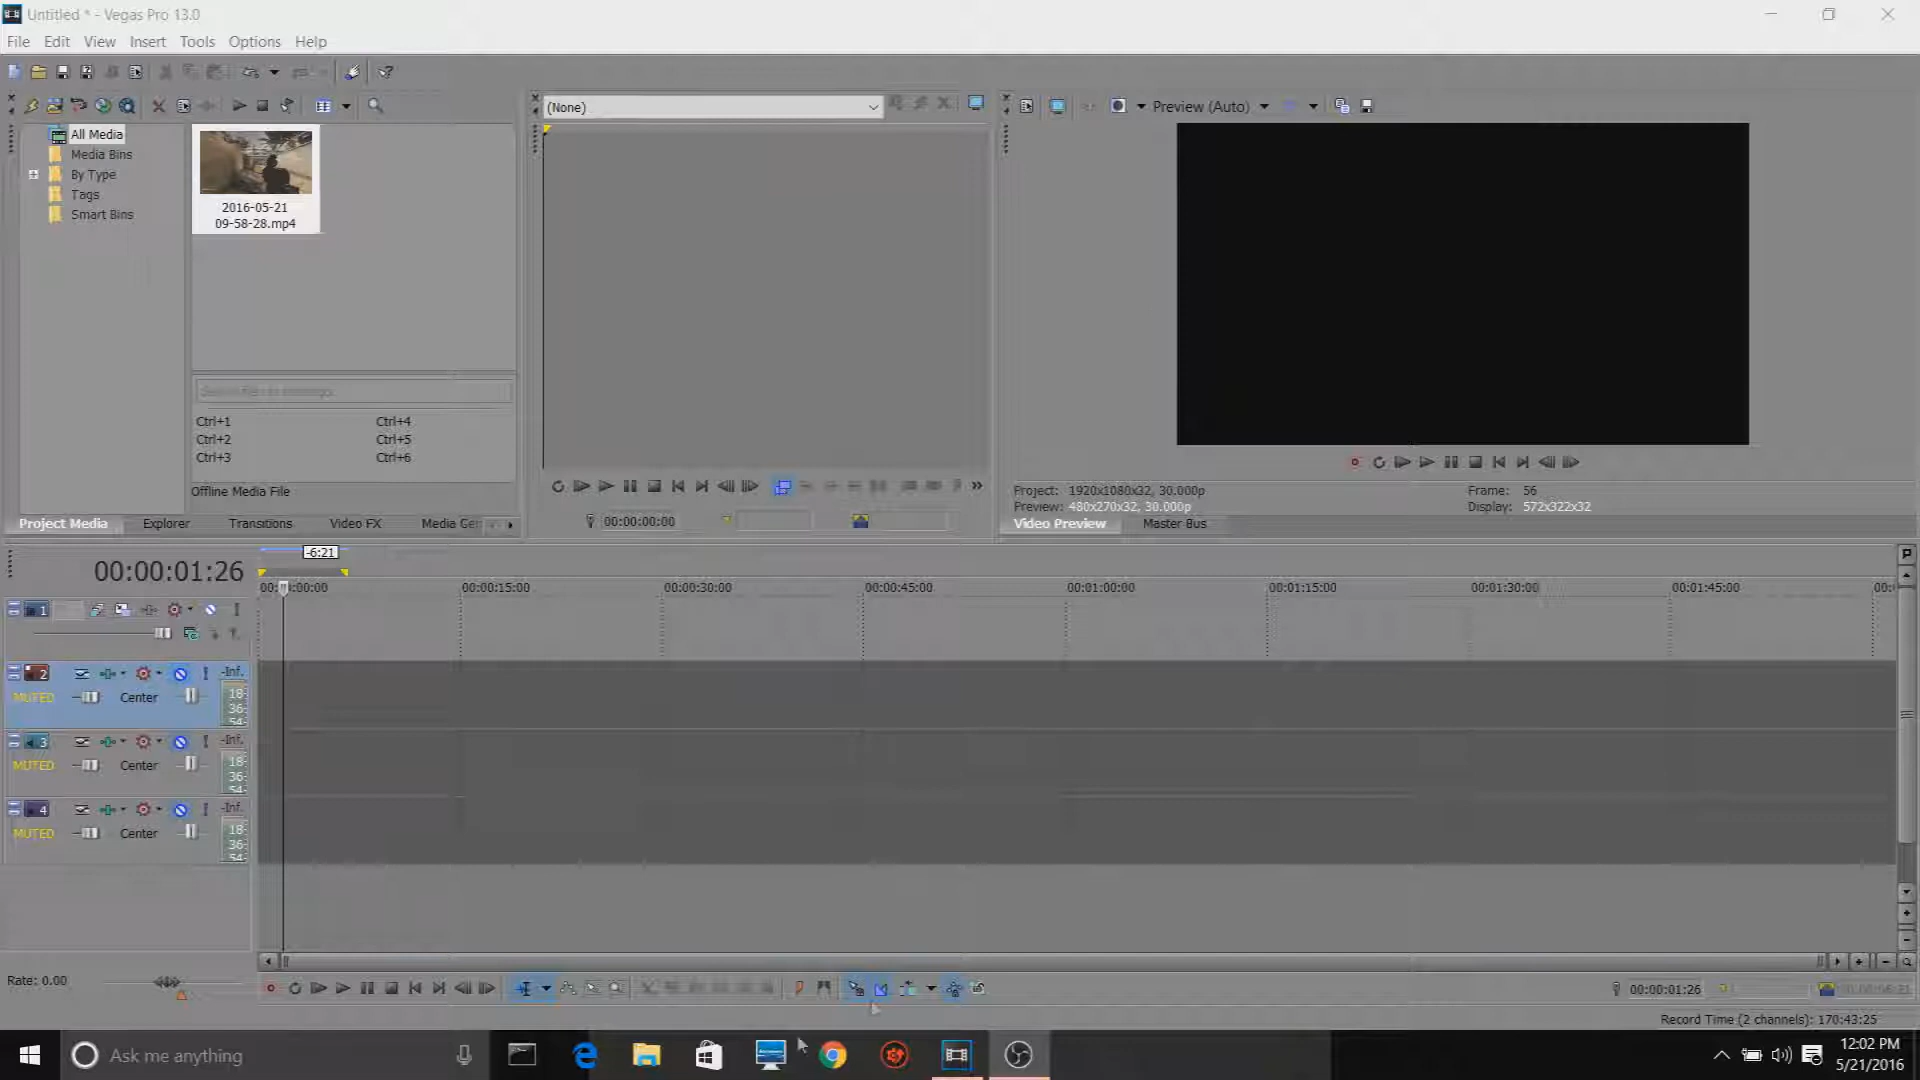 Untitled * - Vegas Pro 13.0
File Edit View Insert Tools Options Help
(None)
Preview (Auto)
All Media
Media Bins
By Type
Tags
Smart Bins
2016-05-21
09-58-28.mp4
Ctrl+1 Ctrl+4
Ctrl+2 Ctrl+5
Ctrl+3 Ctrl+6
Offline Media File
Project Media Explorer Transitions Video FX Media Ge
00:00:00:00
Project: 1920x1080x32, 30.000p Frame: 56
Preview: 480x270x32, 30.000p Display: 572x322x32
Video Preview Master Bus
-6:21
00:00:01:26
00:00:15:00 00:00:30:00 00:00:45:00 00:01:00:00 00:01:15:00 00:01:30:00 00:01:45:00
1
2 -Inf.
MUTED Center 18-
36-
54-
3 -Inf.
MUTED Center 18-
36-
54-
4 -Inf.
MUTED Center 18-
36-
54-
Rate: 0.00
00:00:01:26
Record Time (2 channels): 170:43:25
Ask me anything
12:02 PM
5/21/2016